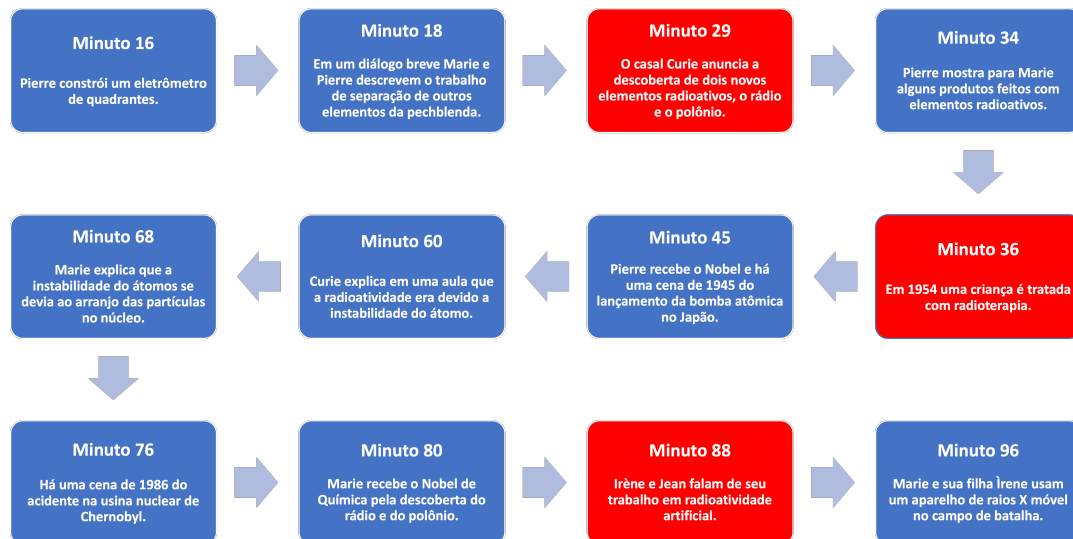 Minuto 16
Pierre constrói um eletrômetro
de quadrantes.
Minuto 18
Em um diálogo breve Marie e
Pierre descrevem o trabalho
de separação de outros
elementos da pechblenda.
Minuto 29
O casal Curie anuncia a
descoberta de dois novos
elementos radioativos, o rádio
e o polônio.
Minuto 34
Pierre mostra para Marie
alguns produtos feitos com
elementos radioativos.
Minuto 36
Em 1954 uma criança é tratada
com radioterapia.
Minuto 45
Pierre recebe o Nobel e há
uma cena de 1945 do
lançamento da bomba atômica
no Japão.
Minuto 60
Curie explica em uma aula que
a radioatividade era devido a
instabilidade do átomo.
Minuto 68
Marie explica que a
instabilidade do átomos se
devia ao arranjo das partículas
no núcleo.
Minuto 76
Há uma cena de 1986 do
acidente na usina nuclear de
Chernobyl.
Minuto 80
Marie recebe o Nobel de
Química pela descoberta do
rádio e do polônio.
Minuto 88
Irène e Jean falam de seu
trabalho em radioatividade
artificial.
Minuto 96
Marie e sua filha Ìrene usam
um aparelho de raios X móvel
no campo de batalha.